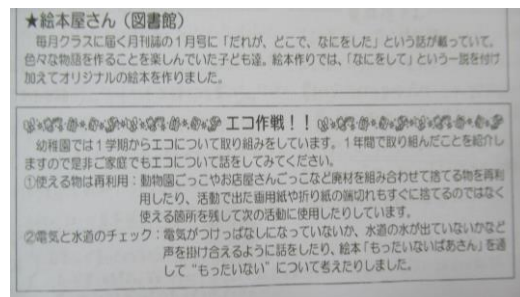 ★絵本屋さん（図書館）
毎月クラスに届く月刊誌の１月号に「だれが、どこで、なにをした」という話が載っていて、
色々な物語を作ることを楽しんでいた子ども達。絵本作りでは、「なにをして」という一説を付け
加えてオリジナルの絵本を作りました。
エコ作戦！！
幼稚園では１学期からエコについて取り組みをしています。１年間で取り組んだことを紹介し
ますので是非ご家庭でもエコについて話をしてみてください。
①使える物は再利用：動物園ごっこやお店屋さんごっこなど廃材を組み合わせて捨てる物を再利
用したり、活動で出た画用紙や折り紙の端切れもすぐに捨てるのではなく
使える箇所を残して次の活動に使用したりしています。
②電気と水道のチェック：電気がつけっぱなしになっていないか、水道の水が出ていないかなど
声を掛け合えるように話をしたり、絵本「もったいないばあさん」を通
して“もったいない”について考えたりしました。